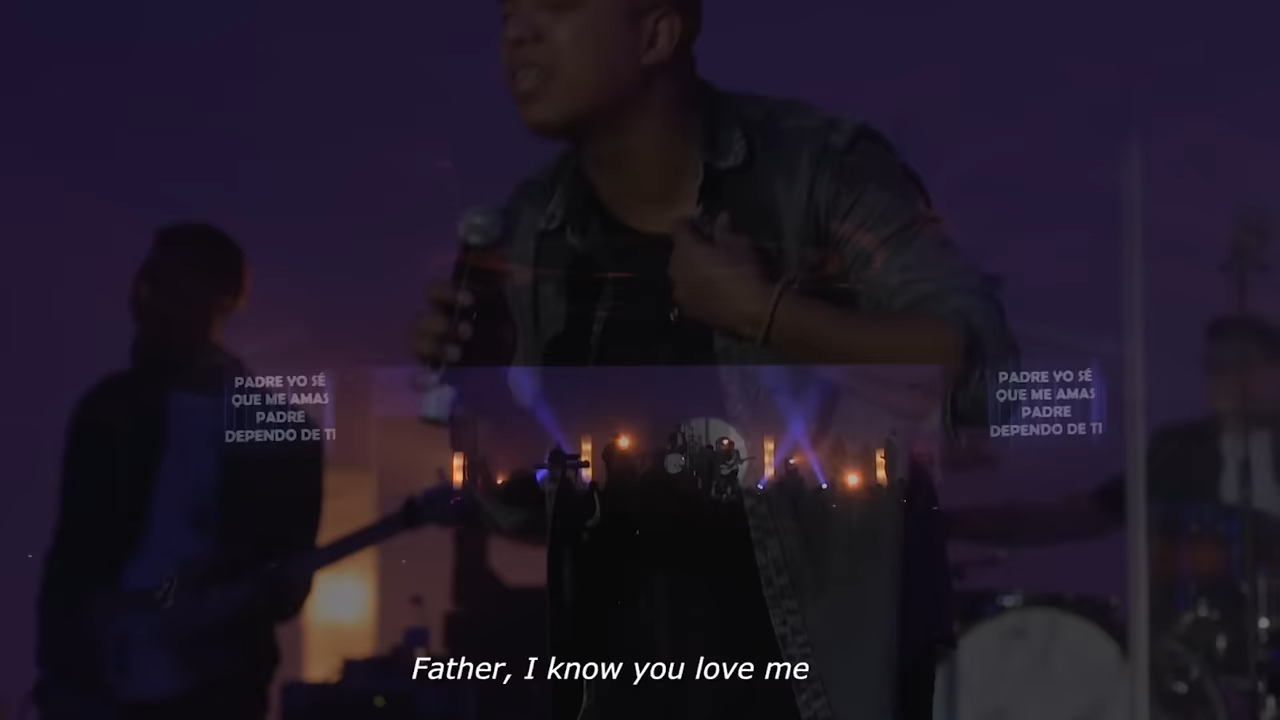 PADRE YO SÉ
QUE ME AMAS
PADRE
DEPENDO DE TI
PADRE YO SÉ
QUE ME AMAS
PADRE
DEPENDO DE TI
Father, I know you love me